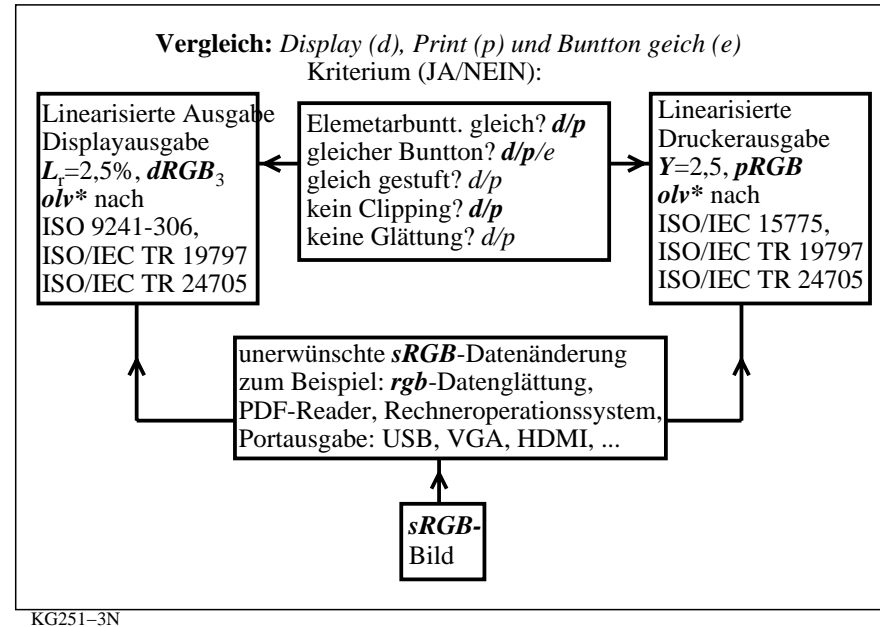 Vergleich: Display (d), Print (p) und Buntton geich (e)
Kriterium (JA/NEIN):
Linearisierte Ausgabe
Displayausgabe
Lr=2,5%, dRGB3
olv* nach
ISO 9241-306,
ISO/IEC TR 19797
ISO/IEC TR 24705
Elemetarbuntt. gleich? d/p
gleicher Buntton? d/p/e
gleich gestuft? d/p
kein Clipping? d/p
keine Glättung? d/p
Linearisierte
Druckerausgabe
Y=2,5, pRGB
olv* nach
ISO/IEC 15775,
ISO/IEC TR 19797
ISO/IEC TR 24705
unerwünschte sRGB-Datenänderung
zum Beispiel: rgb-Datenglättung,
PDF-Reader, Rechneroperationssystem,
Portausgabe: USB, VGA, HDMI, ...
sRGB-
Bild
KG251−3N